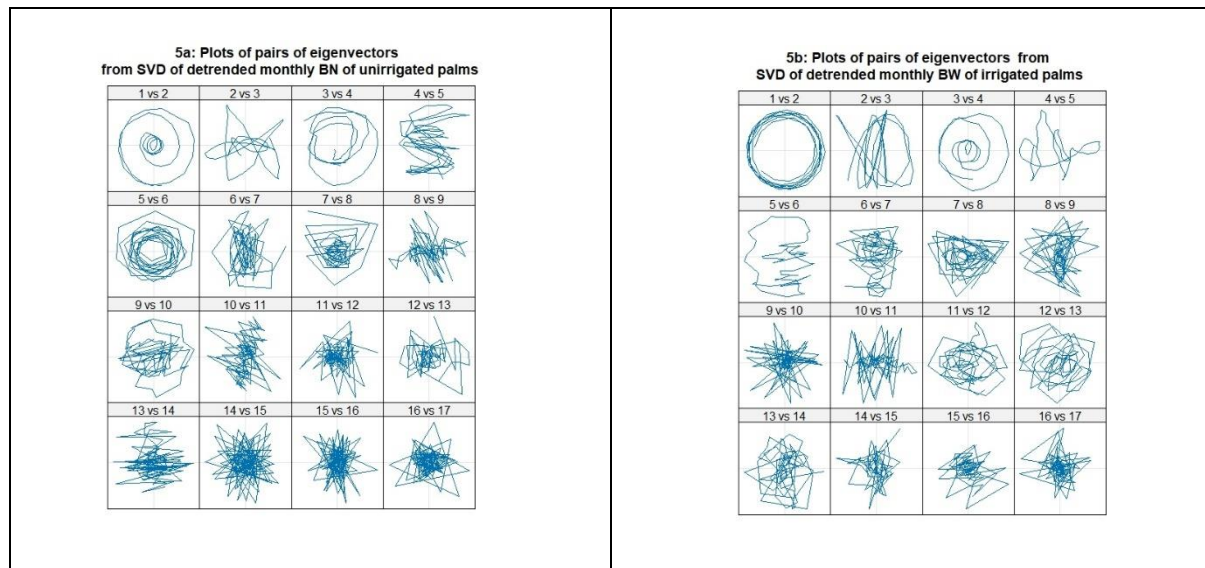 5a: Plots of pairs of eigenvectors
from SVD of detrended monthly BN of unirrigated palms
1 vs 2 2 vs 3 3 vs 4 4 vs 5
5 vs 6 6 vs 7 7 vs 8 8 vs 9
9 vs 10 10 vs 11 11 vs 12 12 vs 13
13 vs 14 14 vs 15 15 vs 16 16 vs 17
5b: Plots of pairs of eigenvectors from
SVD of detrended monthly BW of irrigated palms
1 vs 2 2 vs 3 3 vs 4 4 vs 5
5 vs 6 6 vs 7 7 vs 8 8 vs 9
9 vs 10 10 vs 11 11 vs 12 12 vs 13
13 vs 14 14 vs 15 15 vs 16 16 vs 17